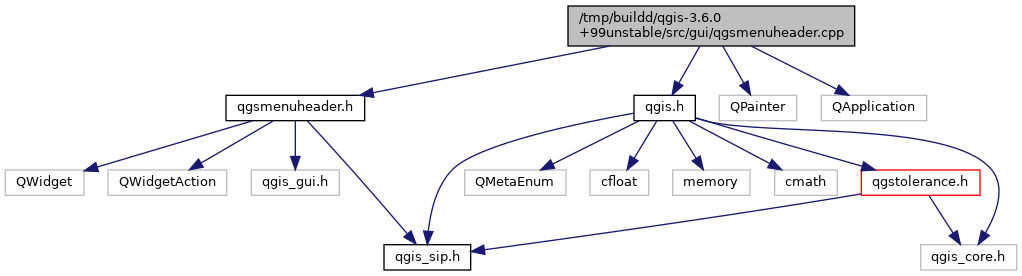 /tmp/buildd/qgis-3.6.0
+99unstable/src/gui/qgsmenuheader.cpp
qgsmenuheader.h
qgis.h
QPainter
QApplication
QWidget
QWidgetAction
qgis_gui.h
QMetaEnum
cfloat
memory
cmath
qgstolerance.h
qgis_sip.h
qgis_core.h